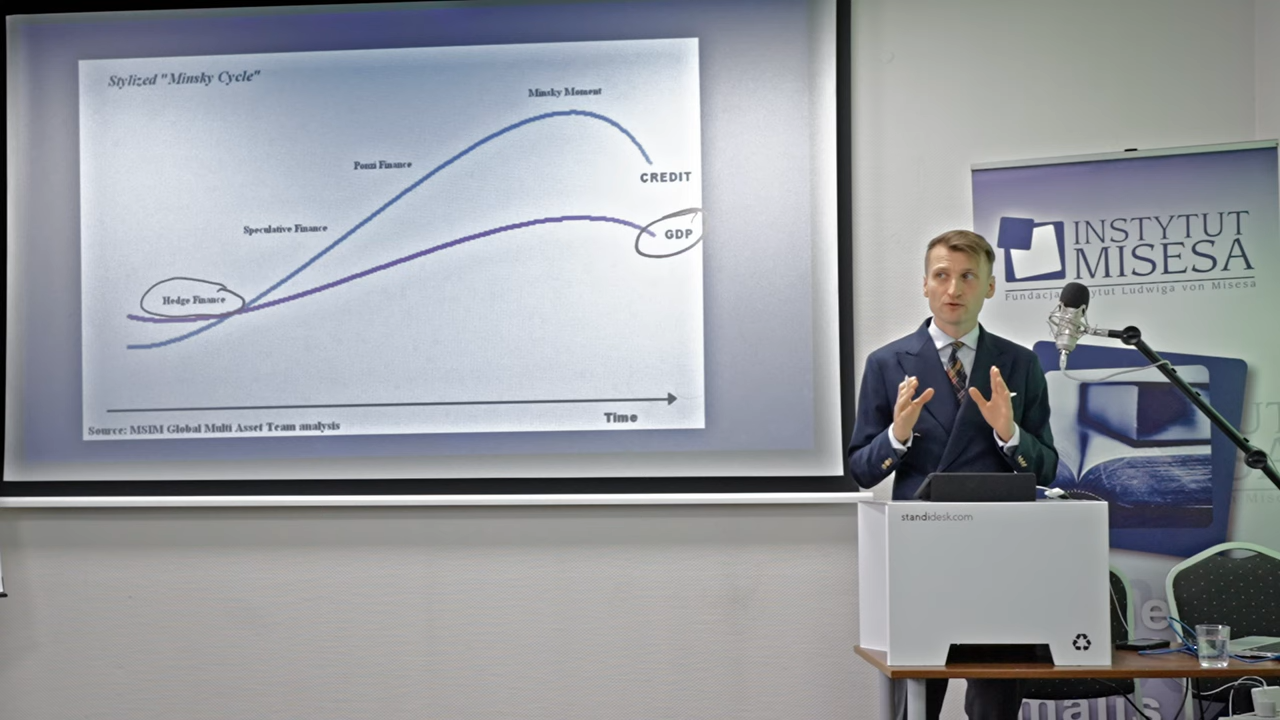 Stylized "Minsky Cycle"
Minsky Moment
Ponzi Finance
CREDIT
Speculative Finance
GDP
Hedge Finance
Time
Source: MSIM Global Multi Asset Team analysis
INSTYTUT
MISESA
Fundacja Instytut Ludwiga von Misesa
standidesk.com